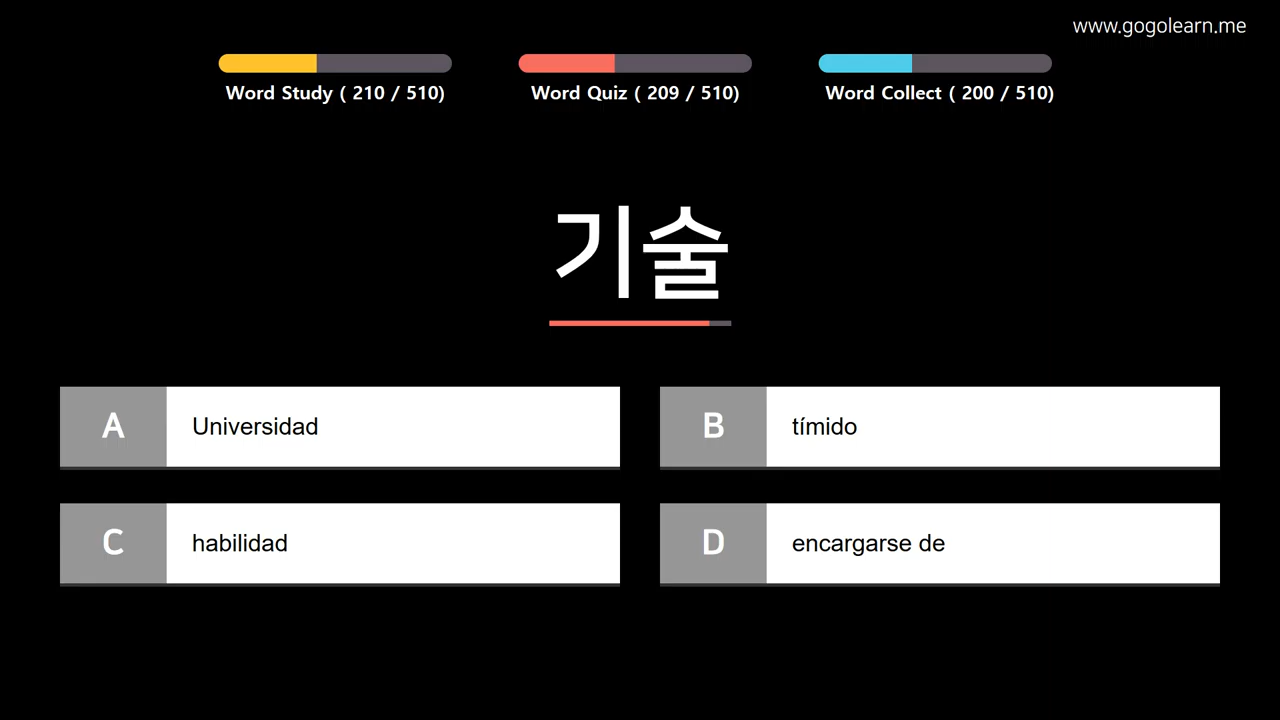 www.gogolearn.me
Word Study ( 210 / 510)
Word Quiz ( 209 / 510)
Word Collect ( 200 / 510)
기술
A Universidad
B tímido
C habilidad
D encargarse de